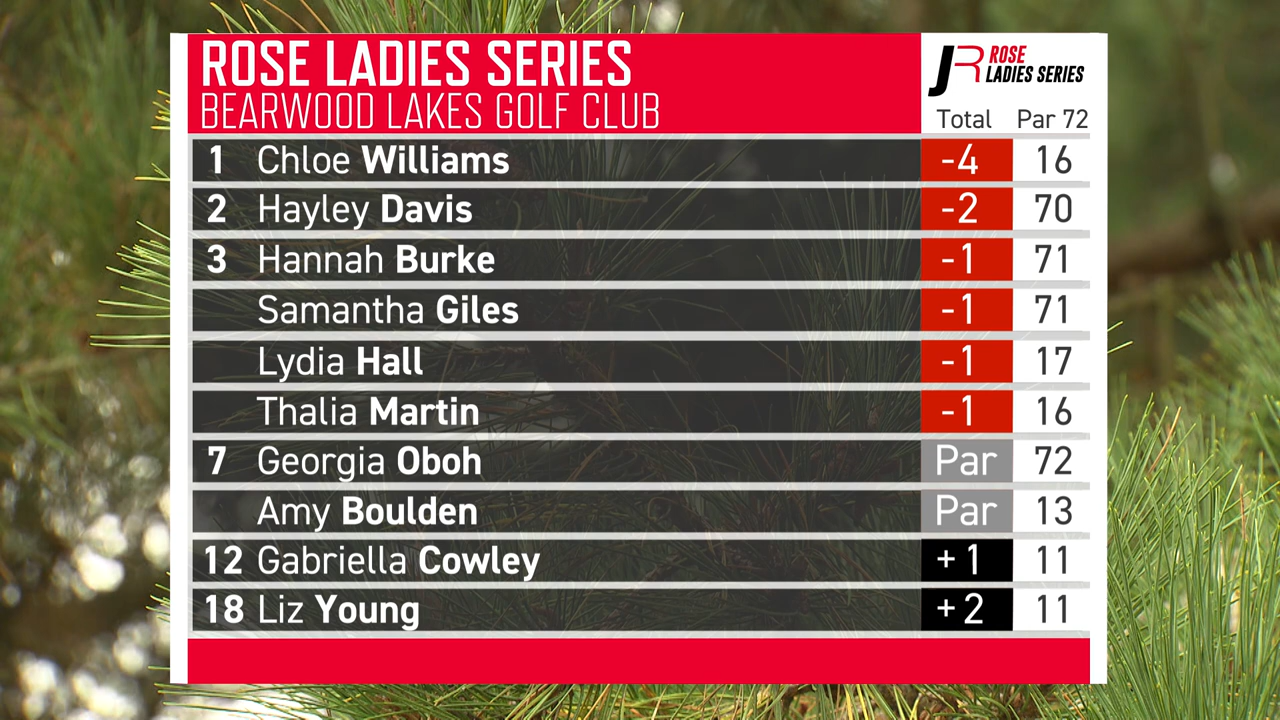 ROSE LADIES SERIES
BEARWOOD LAKES GOLF CLUB
JR ROSE
LADIES SERIES
Total Par 72
1 Chloe Williams -4 16
2 Hayley Davis -2 70
3 Hannah Burke -1 71
Samantha Giles -1 71
Lydia Hall -1 17
Thalia Martin -1 16
7 Georgia Oboh Par 72
Amy Boulden Par 13
12 Gabriella Cowley +1 11
18 Liz Young +2 11